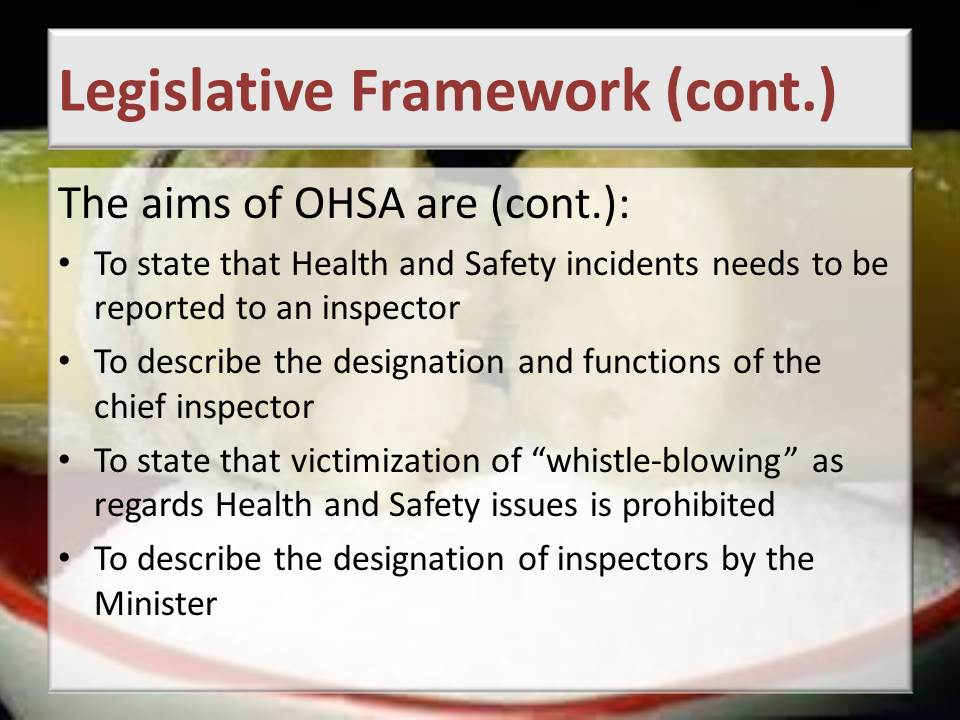 Legislative Framework (cont.)
The aims of OHSA are (cont.):
• To state that Health and Safety incidents needs to be
reported to an inspector
• To describe the designation and functions of the
chief inspector
• To state that victimization of “whistle-blowing” as
regards Health and Safety issues is prohibited
• To describe the designation of inspectors by the
Minister